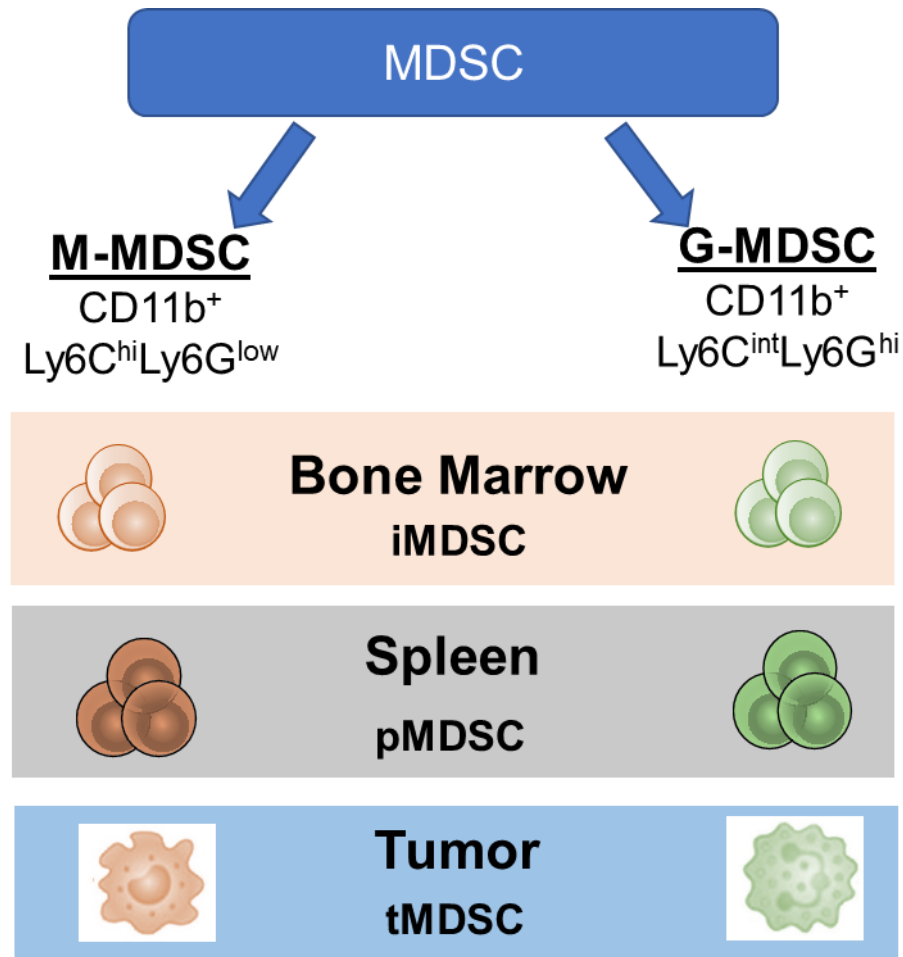 MDSC
M-MDSC
CD11b⁺
Ly6CʰⁱLy6Gˡᵒʷ
G-MDSC
CD11b⁺
Ly6CⁱⁿᵗLy6Gʰⁱ
Bone Marrow
iMDSC
Spleen
pMDSC
Tumor
tMDSC